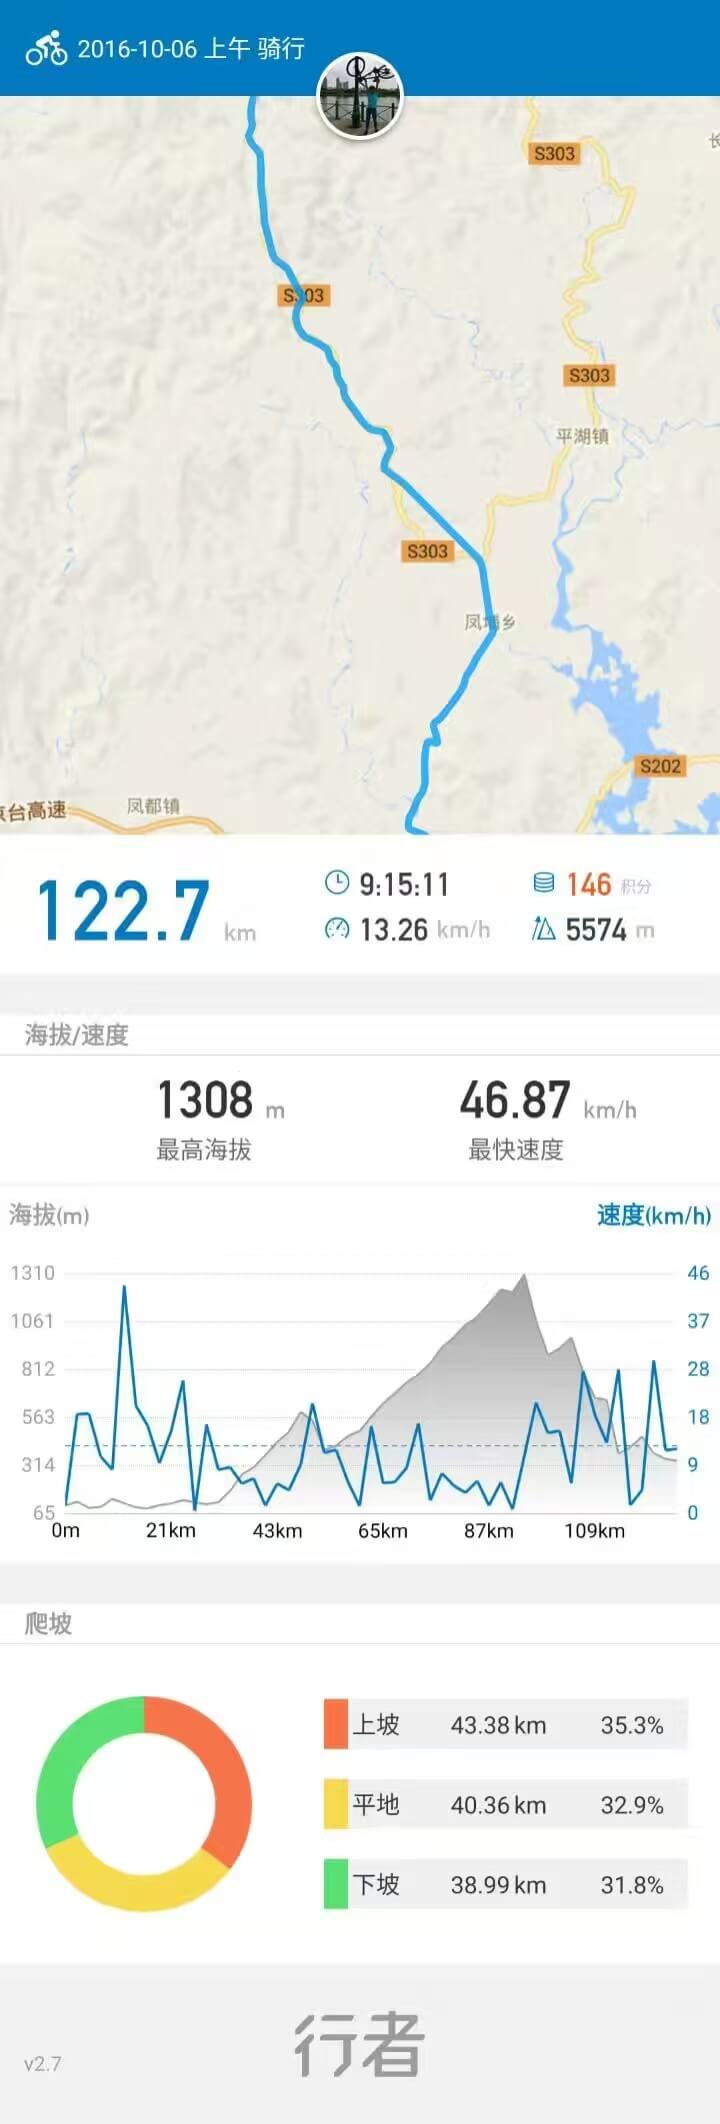 2016-10-06 上午 骑行
S303
长
S303
S303
平湖镇
S303
凤埔乡
S202
京台高速
凤都镇
122.7 km
9:15:11
146 积分
13.26 km/h
5574 m
海拔/速度
1308 m
46.87 km/h
最高海拔
最快速度
海拔(m)
速度(km/h)
1310
46
1061
37
812
28
563
18
314
9
65
0
0m
21km
43km
65km
87km
109km
爬坡
上坡 43.38 km 35.3%
平地 40.36 km 32.9%
下坡 38.99 km 31.8%
行者
v2.7